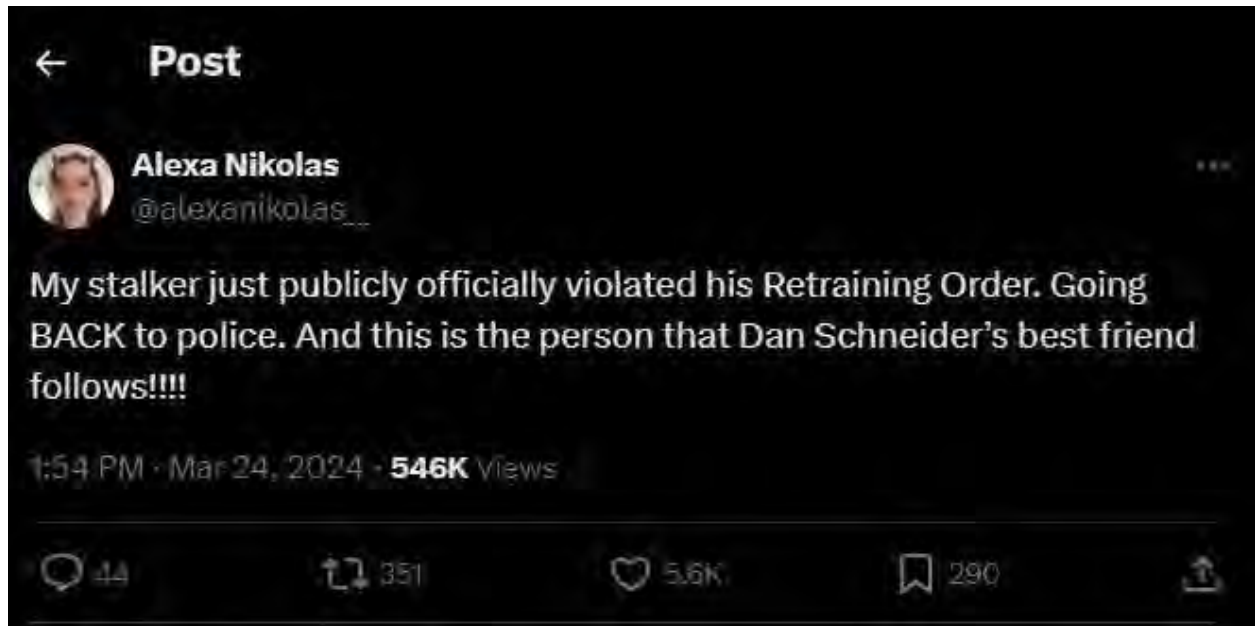 Post
Alexa Nikolas
@alexanikolas__
My stalker just publicly officially violated his Retraining Order. Going
BACK to police. And this is the person that Dan Schneider's best friend
follows!!!!
1:54 PM · Mar 24, 2024 · 546K Views
44 351 5.6K 290